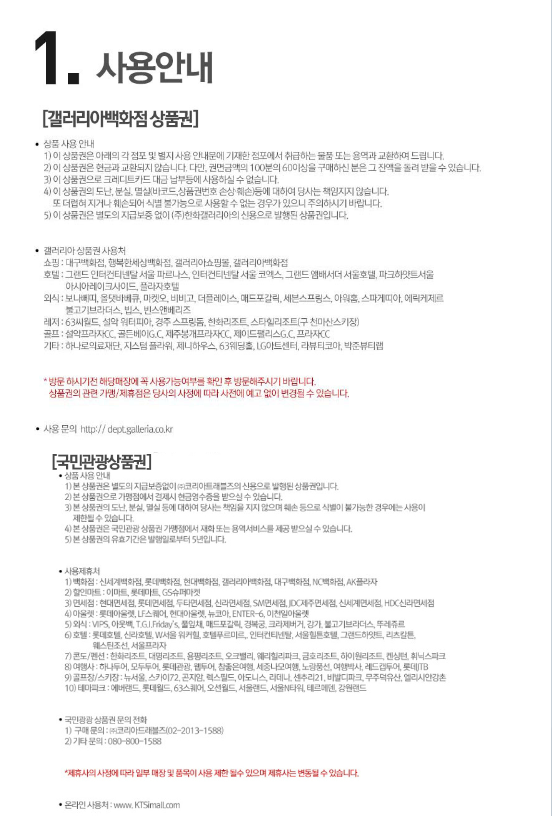 1. 사용안내
[갤러리아백화점 상품권]
• 상품 사용 안내
1) 이 상품권은 아래의 각 점포 및 별지 사용 안내문에 기재한 점포에서 취급하는 물품 또는 용역과 교환하여 드립니다.
2) 이 상품권은 현금과 교환되지 않습니다. 다만, 권면금액의 100분의 60이상을 구매하신 분은 그 잔액을 돌려 받을 수 있습니다.
3) 이 상품권으로 크레디트카드 대금 납부등에 사용하실 수 없습니다.
4) 이 상품권의 도난, 분실, 멸실(바코드,상품권번호 손상·훼손)등에 대하여 당사는 책임지지 않습니다.
또 더럽혀 지거나 훼손되어 식별 불가능으로 사용할 수 없는 경우가 있으니 주의하시기 바랍니다.
5) 이 상품권은 별도의 지급보증 없이 (주)한화갤러리아의 신용으로 발행된 상품권입니다.
• 갤러리아 상품권 사용처
쇼핑 : 대구백화점, 행복한세상백화점, 갤러리아쇼핑몰, 갤러리아백화점
호텔 : 그랜드 인터컨티넨탈 서울 파르나스, 인터컨티넨탈 서울 코엑스, 그랜드 앰배서더 서울호텔, 파크하얏트서울
아시아레이크사이드, 플라자호텔
외식 : 보나베띠, 올댓바베큐, 마켓오, 비비고, 더플레이스, 매드포갈릭, 세븐스프링스, 아워홈, 스파게띠아, 에릭케제르
불고기브라더스, 빕스, 빈스앤베리즈
레저 : 63씨월드, 설악 워터피아, 경주 스프링돔, 한화리조트, 스타힐리조트(구 천마산스키장)
골프 : 설악프라자CC, 골든베이G.C, 제주봉개프라자CC, 제이드팰리스G.C, 프라자CC
기타 : 하나로의료재단, 지스텀 플라워, 제니하우스, 63웨딩홀, LG아트센터, 라뷰티코아, 박준뷰티랩
* 방문 하시기전 해당매장에 꼭 사용가능여부를 확인 후 방문해주시기 바랍니다.
상품권의 관련 가맹/제휴점은 당사의 사정에 따라 사전에 예고 없이 변경될 수 있습니다.
• 사용 문의 http:// dept.galleria.co.kr
[국민관광상품권]
• 상품 사용 안내
1) 본 상품권은 별도의 지급보증없이 ㈜코리아트래블즈의 신용으로 발행된 상품권입니다.
2) 본 상품권으로 가맹점에서 결제시 현금영수증을 받으실 수 있습니다.
3) 본 상품권의 도난, 분실, 멸실 등에 대하여 당사는 책임을 지지 않으며 훼손 등으로 식별이 불가능한 경우에는 사용이
제한될 수 있습니다.
4) 본 상품권은 국민관광 상품권 가맹점에서 재화 또는 용역서비스를 제공 받으실 수 있습니다.
5) 본 상품권의 유효기간은 발행일로부터 5년입니다.
• 사용제휴처
1) 백화점 : 신세계백화점, 롯데백화점, 현대백화점, 갤러리아백화점, 대구백화점, NC백화점, AK플라자
2) 할인마트 : 이마트, 롯데마트, GS슈퍼마켓
3) 면세점 : 현대면세점, 롯데면세점, 두타면세점, 신라면세점, SM면세점, JDC제주면세점, 신세계면세점, HDC신라면세점
4) 아울렛 : 롯데아울렛, LF스퀘어, 현대아울렛, 뉴코아, ENTER-6, 이천일아울렛
5) 외식 : VIPS, 아웃백, T.G.I.Friday's, 풀잎채, 매드포갈릭, 경복궁, 크라제버거, 강가, 불고기브라더스, 뚜레쥬르
6) 호텔 : 롯데호텔, 신라호텔, W서울 워커힐, 호텔푸르미르, 인터컨티넨탈, 서울힐튼호텔, 그랜드하얏트, 리츠칼튼,
웨스틴조선, 서울프라자
7) 콘도/펜션 : 한화리조트, 대명리조트, 용평리조트, 오크밸리, 웰리힐리파크, 금호리조트, 하이원리조트, 켄싱턴, 휘닉스파크
8) 여행사 : 하나투어, 모두투어, 롯데관광, 웹투어, 참좋은여행, 세중나모여행, 노랑풍선, 여행박사, 레드캡투어, 롯데JTB
9) 골프장/스키장 : 뉴서울, 스카이72, 곤지암, 렉스필드, 아도니스, 라데나, 센추리21, 비발디파크, 무주덕유산, 엘리시안강촌
10) 테마파크 : 에버랜드, 롯데월드, 63스퀘어, 오션월드, 서울랜드, 서울N타워, 테르메덴, 강원랜드
• 국민관광 상품권 문의 전화
1) 구매 문의 : ㈜코리아트래블즈(02-2013-1588)
2) 기타 문의 : 080-800-1588
*제휴사의 사정에 따라 일부 매장 및 품목이 사용 제한 될수 있으며 제휴사는 변동될 수 있습니다.
• 온라인 사용처 : www. KTSimall.com